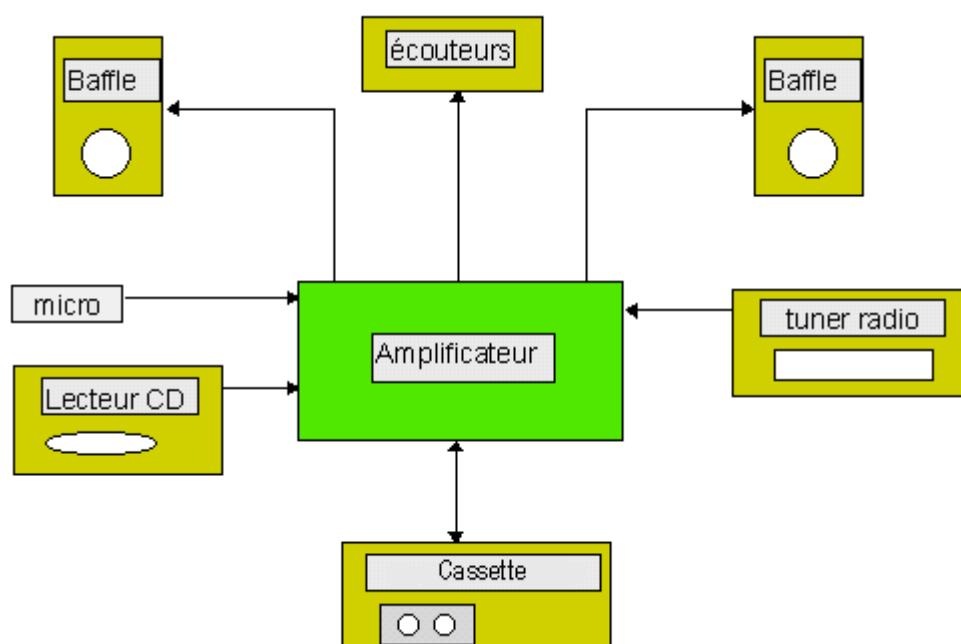 écouteurs
Baffle
Baffle
micro
tuner radio
Amplificateur
Lecteur CD
Cassette